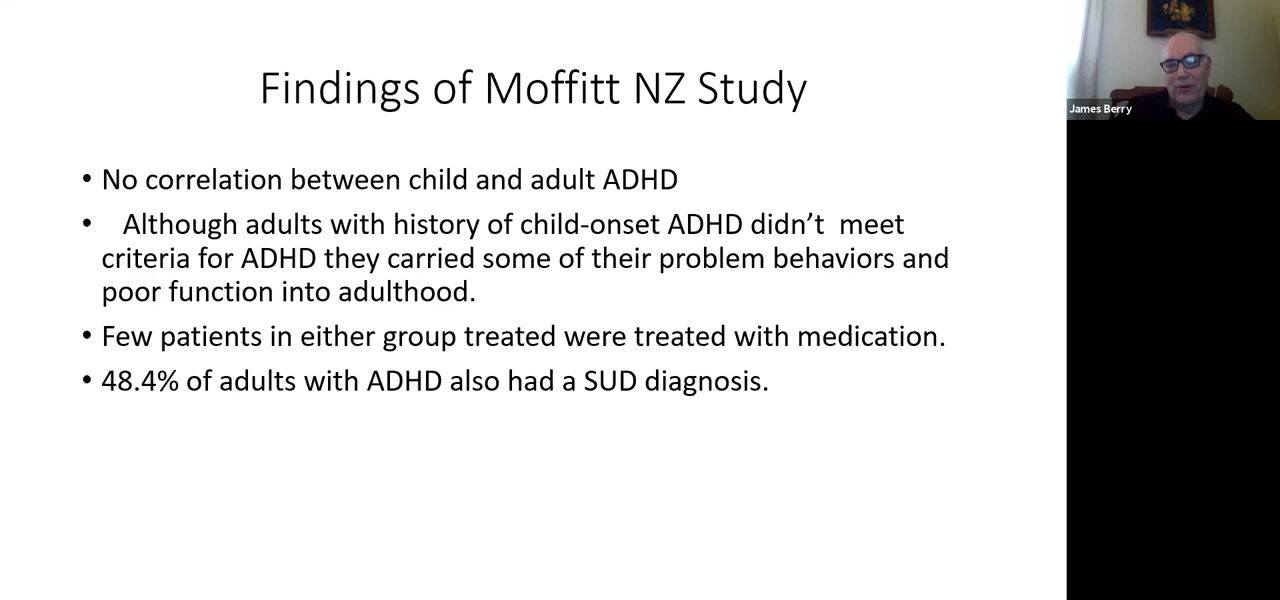 Findings of Moffitt NZ Study
• No correlation between child and adult ADHD
• Although adults with history of child-onset ADHD didn’t meet
criteria for ADHD they carried some of their problem behaviors and
poor function into adulthood.
• Few patients in either group treated were treated with medication.
• 48.4% of adults with ADHD also had a SUD diagnosis.
James Berry